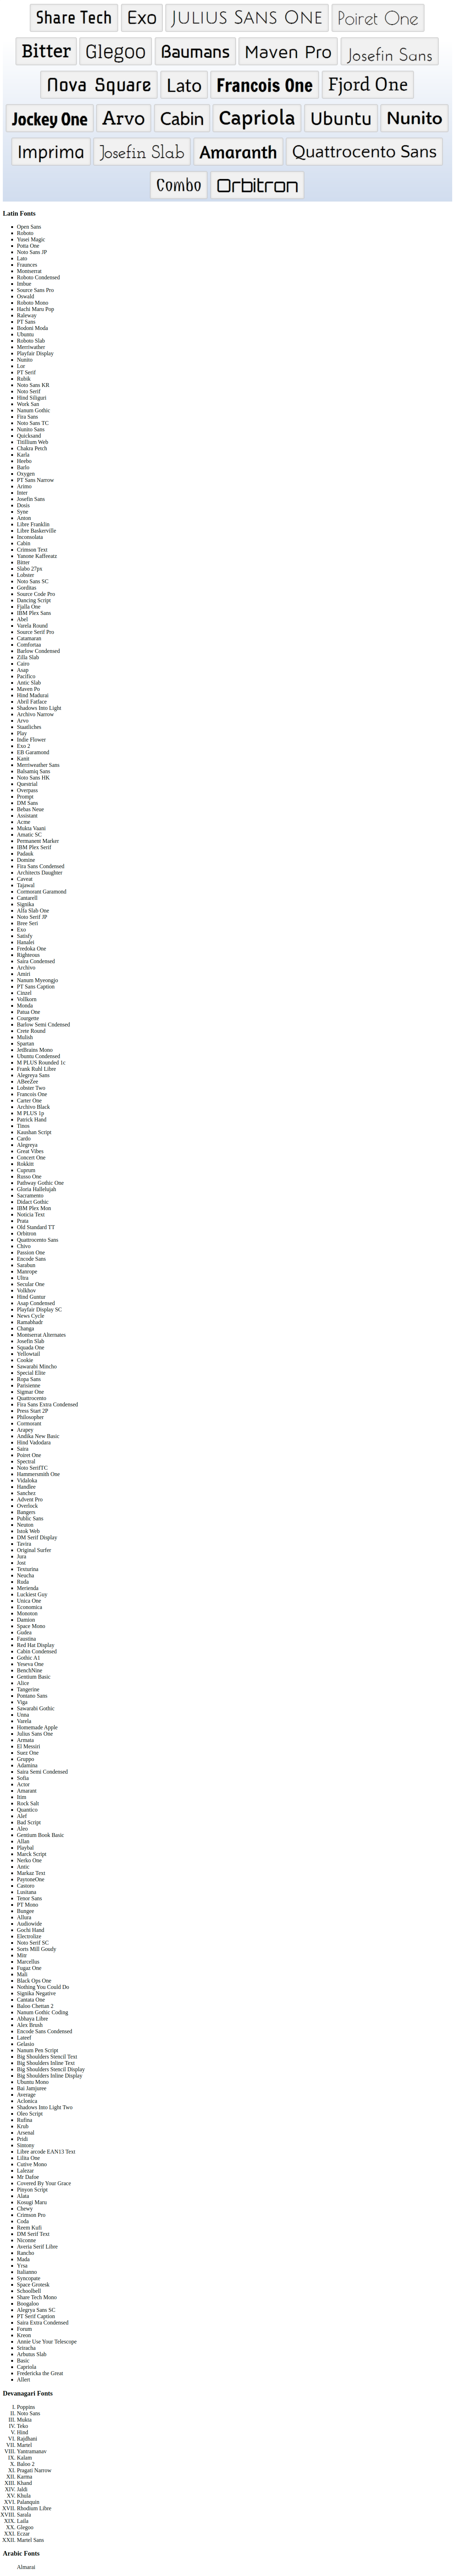 Share Tech Exo JULIUS SANS ONE Poiret One
Bitter Glegoo Baumans Maven Pro Josefin Sans
Nova Square Lato Francois One Fjord One
Jockey One Arvo Cabin Capriola Ubuntu Nunito
Imprima Josefin Slab Amaranth Quattrocento Sans
Combo Orbitron
Latin Fonts
Open Sans
Roboto
Yusei Magic
Potta One
Noto Sans JP
Lato
Fraunces
Montserrat
Roboto Condensed
Imbue
Source Sans Pro
Oswald
Roboto Mono
Hachi Maru Pop
Raleway
PT Sans
Bodoni Moda
Ubuntu
Roboto Slab
Merriwather
Playfair Display
Nunito
Lor
PT Serif
Rubik
Noto Sans KR
Noto Serif
Hind Siliguri
Work San
Nanum Gothic
Fira Sans
Noto Sans TC
Nunito Sans
Quicksand
Titillium Web
Chakra Petch
Karla
Heebo
Barlo
Oxygen
PT Sans Narrow
Arimo
Inter
Josefin Sans
Dosis
Syne
Anton
Libre Franklin
Libre Baskerville
Inconsolata
Cabin
Crimson Text
Yanone Kaffeeatz
Bitter
Slabo 27px
Lobster
Noto Sans SC
Gorditas
Source Code Pro
Dancing Script
Fjalla One
IBM Plex Sans
Abel
Varela Round
Source Serif Pro
Catamaran
Comfortaa
Barlow Condensed
Zilla Slab
Cairo
Asap
Pacifico
Antic Slab
Maven Po
Hind Madurai
Abril Fatface
Shadows Into Light
Archivo Narrow
Arvo
Staatliches
Play
Indie Flower
Exo 2
EB Garamond
Kanit
Merriweather Sans
Balsamiq Sans
Noto Sans HK
Questrial
Overpass
Prompt
DM Sans
Bebas Neue
Assistant
Acme
Mukta Vaani
Amatic SC
Permanent Marker
IBM Plex Serif
Padauk
Domine
Fira Sans Condensed
Architects Daughter
Caveat
Tajawal
Cormorant Garamond
Cantarell
Signika
Alfa Slab One
Noto Serif JP
Bree Seri
Exo
Satisfy
Hanalei
Fredoka One
Righteous
Saira Condensed
Archivo
Amiri
Nanum Myeongjo
PT Sans Caption
Cinzel
Vollkorn
Monda
Patua One
Courgette
Barlow Semi Cndensed
Crete Round
Mulish
Spartan
JetBrains Mono
Ubuntu Condensed
M PLUS Rounded 1c
Frank Ruhl Libre
Alegreya Sans
ABeeZee
Lobster Two
Francois One
Carter One
Archivo Black
M PLUS 1p
Patrick Hand
Tinos
Kaushan Script
Cardo
Alegreya
Great Vibes
Concert One
Rokkitt
Cuprum
Russo One
Pathway Gothic One
Gloria Hallelujah
Sacramento
Didact Gothic
IBM Plex Mon
Noticia Text
Prata
Old Standard TT
Orbitron
Quattrocento Sans
Chivo
Passion One
Encode Sans
Sarabun
Manrope
Ultra
Secular One
Volkhov
Hind Guntur
Asap Condensed
Playfair Display SC
News Cycle
Ramabhadr
Changa
Montserrat Alternates
Josefin Slab
Squada One
Yellowtail
Cookie
Sawarabi Mincho
Special Elite
Ropa Sans
Parisienne
Sigmar One
Quattrocento
Fira Sans Extra Condensed
Press Start 2P
Philosopher
Cormorant
Arapey
Andika New Basic
Hind Vadodara
Saira
Poiret One
Spectral
Noto SerifTC
Hammersmith One
Vidaloka
Handlee
Sanchez
Advent Pro
Overlock
Bangers
Public Sans
Neuton
Istok Web
DM Serif Display
Tavira
Original Surfer
Jura
Jost
Texturina
Neucha
Ruda
Merienda
Luckiest Guy
Unica One
Economica
Monoton
Damion
Space Mono
Gudea
Faustina
Red Hat Display
Cabin Condensed
Gothic A1
Yeseva One
BenchNine
Gentium Basic
Alice
Tangerine
Pontano Sans
Viga
Sawarabi Gothic
Unna
Varela
Homemade Apple
Julius Sans One
Armata
El Messiri
Suez One
Gruppo
Adamina
Saira Semi Condensed
Sofia
Actor
Amarant
Itim
Rock Salt
Quantico
Alef
Bad Script
Aleo
Gentium Book Basic
Allan
Playbal
Marck Script
Nerko One
Antic
Markaz Text
PaytoneOne
Castoro
Lusitana
Tenor Sans
PT Mono
Bungee
Allura
Audiowide
Gochi Hand
Electrolize
Noto Serif SC
Sorts Mill Goudy
Mitr
Marcellus
Fugaz One
Mali
Black Ops One
Nothing You Could Do
Signika Negative
Cantata One
Baloo Chettan 2
Nanum Gothic Coding
Abhaya Libre
Alex Brush
Encode Sans Condensed
Lateef
Gelasio
Nanum Pen Script
Big Shoulders Stencil Text
Big Shoulders Inline Text
Big Shoulders Stencil Display
Big Shoulders Inline Display
Ubuntu Mono
Bai Jamjuree
Average
Aclonica
Shadows Into Light Two
Oleo Script
Rufina
Krub
Arsenal
Pridi
Simony
Libre arcode EAN13 Text
Lilita One
Cutive Mono
Lalezar
Mr Dafoe
Covered By Your Grace
Pinyon Script
Alata
Kosugi Maru
Chewy
Crimson Pro
Coda
Reem Kufi
DM Serif Text
Niconne
Averia Serif Libre
Rancho
Mada
Yrsa
Italianno
Syncopate
Space Grotesk
Schoolbell
Share Tech Mono
Boogaloo
Alegrya Sans SC
PT Serif Caption
Saira Extra Condensed
Forum
Kreon
Annie Use Your Telescope
Sriracha
Arbutus Slab
Basic
Capriola
Fredericka the Great
Allert
Devanagari Fonts
I. Poppins
II. Noto Sans
III. Mukta
IV. Teko
V. Hind
VI. Rajdhani
VII. Martel
VIII. Yantramanav
IX. Kalam
X. Baloo 2
XI. Pragati Narrow
XII. Karma
XIII. Khand
XIV. Jaldi
XV. Khula
XVI. Palanquin
XVII. Rhodium Libre
XVIII. Sarala
XIX. Laila
XX. Glegoo
XXI. Eczar
XXII. Martel Sans
Arabic Fonts
Almarai